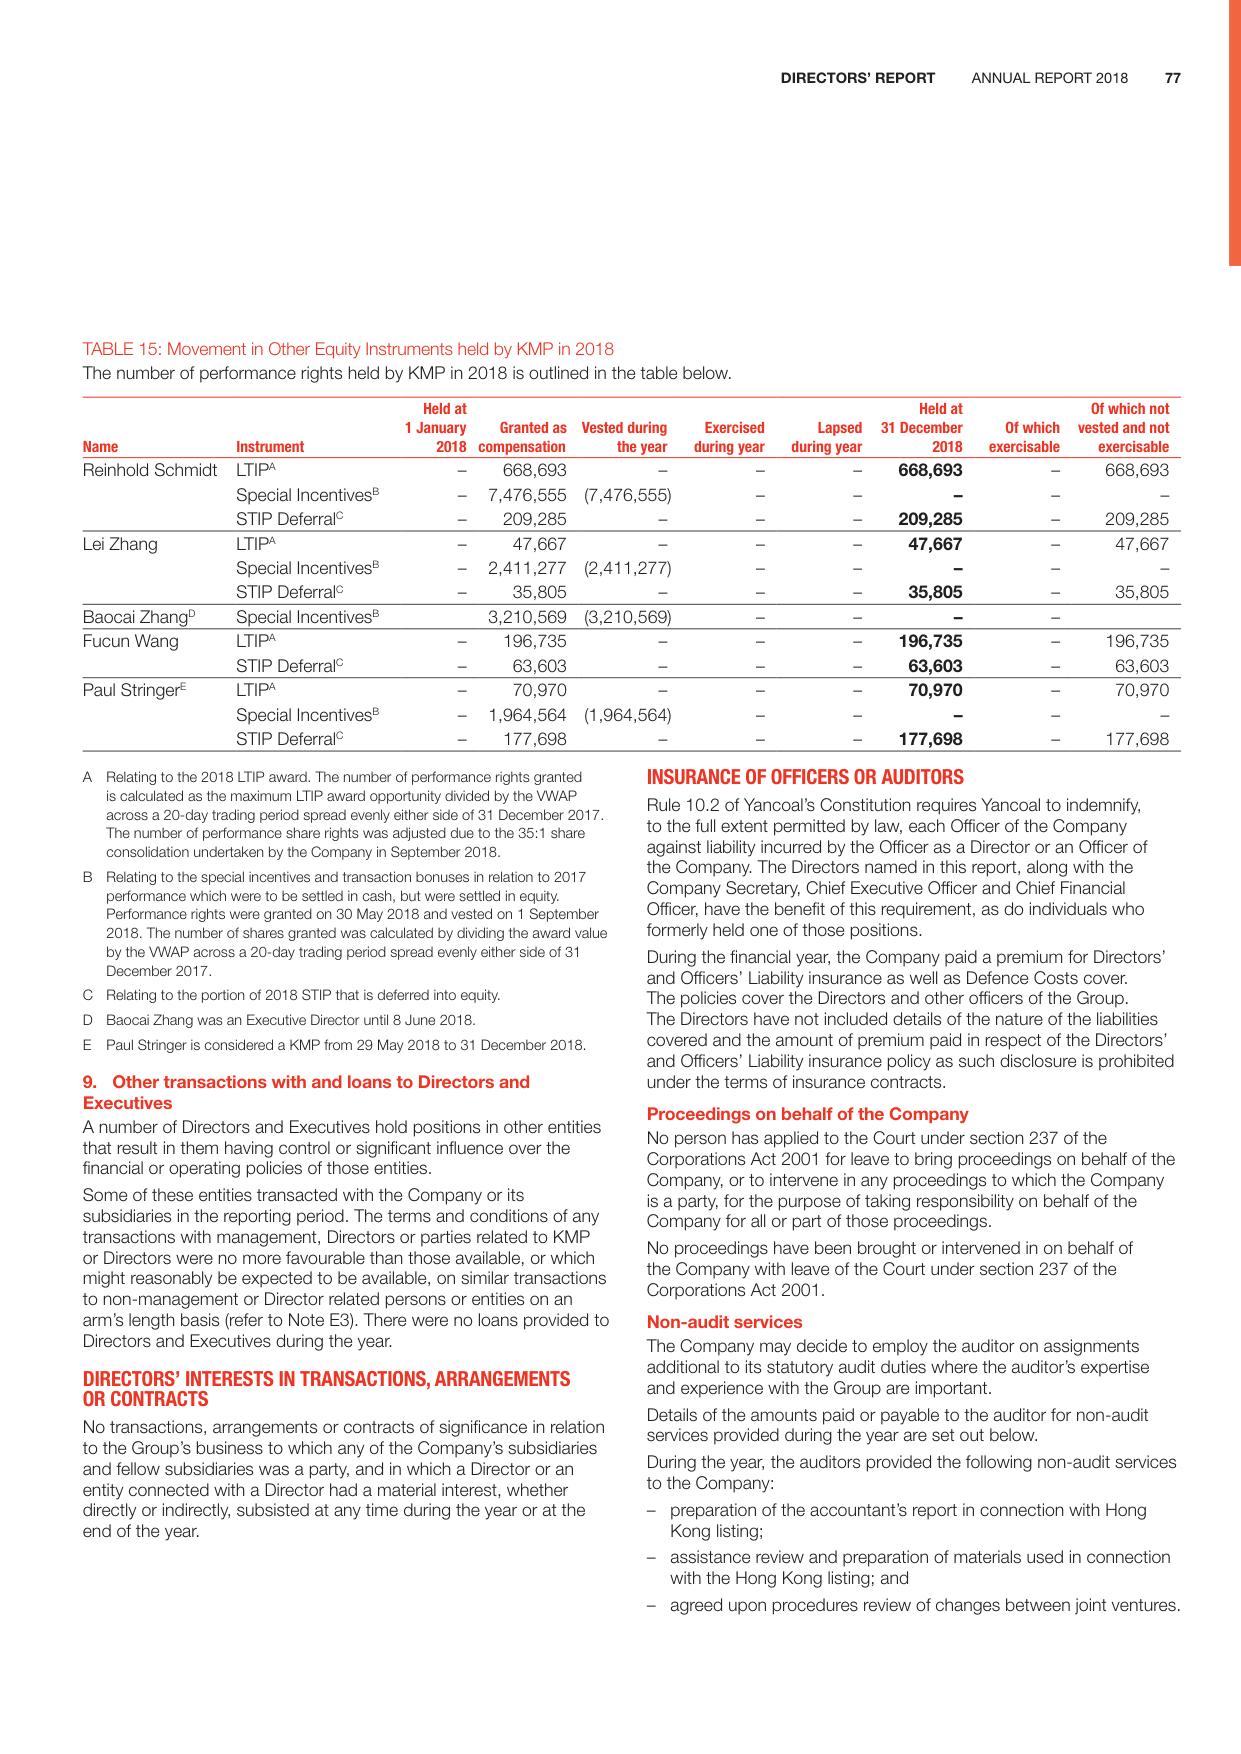 DIRECTORS’ REPORT ANNUAL REPORT 2018 77
TABLE 15: Movement in Other Equity Instruments held by KMP in 2018
The number of performance rights held by KMP in 2018 is outlined in the table below.
Name Instrument Held at 1 January 2018 Granted as compensation Vested during the year Exercised during year Lapsed during year Held at 31 December 2018 Of which exercisable Of which not vested and not exercisable
Reinhold Schmidt LTIPA – 668,693 – – – 668,693 – 668,693
Special IncentivesB – 7,476,555 (7,476,555) – – – – –
STIP DeferralC – 209,285 – – – 209,285 – 209,285
Lei Zhang LTIPA – 47,667 – – – 47,667 – 47,667
Special IncentivesB – 2,411,277 (2,411,277) – – – – –
STIP DeferralC – 35,805 – – – 35,805 – 35,805
Baocai ZhangD Special IncentivesB 3,210,569 (3,210,569) – – – –
Fucun Wang LTIPA – 196,735 – – – 196,735 – 196,735
STIP DeferralC – 63,603 – – – 63,603 – 63,603
Paul StringerE LTIPA – 70,970 – – – 70,970 – 70,970
Special IncentivesB – 1,964,564 (1,964,564) – – – – –
STIP DeferralC – 177,698 – – – 177,698 – 177,698
A Relating to the 2018 LTIP award. The number of performance rights granted
is calculated as the maximum LTIP award opportunity divided by the VWAP
across a 20-day trading period spread evenly either side of 31 December 2017.
The number of performance share rights was adjusted due to the 35:1 share
consolidation undertaken by the Company in September 2018.
B Relating to the special incentives and transaction bonuses in relation to 2017
performance which were to be settled in cash, but were settled in equity.
Performance rights were granted on 30 May 2018 and vested on 1 September
2018. The number of shares granted was calculated by dividing the award value
by the VWAP across a 20-day trading period spread evenly either side of 31
December 2017.
C Relating to the portion of 2018 STIP that is deferred into equity.
D Baocai Zhang was an Executive Director until 8 June 2018.
E Paul Stringer is considered a KMP from 29 May 2018 to 31 December 2018.
9. Other transactions with and loans to Directors and
Executives
A number of Directors and Executives hold positions in other entities
that result in them having control or significant influence over the
financial or operating policies of those entities.
Some of these entities transacted with the Company or its
subsidiaries in the reporting period. The terms and conditions of any
transactions with management, Directors or parties related to KMP
or Directors were no more favourable than those available, or which
might reasonably be expected to be available, on similar transactions
to non-management or Director related persons or entities on an
arm’s length basis (refer to Note E3). There were no loans provided to
Directors and Executives during the year.
DIRECTORS’ INTERESTS IN TRANSACTIONS, ARRANGEMENTS
OR CONTRACTS
No transactions, arrangements or contracts of significance in relation
to the Group’s business to which any of the Company’s subsidiaries
and fellow subsidiaries was a party, and in which a Director or an
entity connected with a Director had a material interest, whether
directly or indirectly, subsisted at any time during the year or at the
end of the year.
INSURANCE OF OFFICERS OR AUDITORS
Rule 10.2 of Yancoal’s Constitution requires Yancoal to indemnify,
to the full extent permitted by law, each Officer of the Company
against liability incurred by the Officer as a Director or an Officer of
the Company. The Directors named in this report, along with the
Company Secretary, Chief Executive Officer and Chief Financial
Officer, have the benefit of this requirement, as do individuals who
formerly held one of those positions.
During the financial year, the Company paid a premium for Directors’
and Officers’ Liability insurance as well as Defence Costs cover.
The policies cover the Directors and other officers of the Group.
The Directors have not included details of the nature of the liabilities
covered and the amount of premium paid in respect of the Directors’
and Officers’ Liability insurance policy as such disclosure is prohibited
under the terms of insurance contracts.
Proceedings on behalf of the Company
No person has applied to the Court under section 237 of the
Corporations Act 2001 for leave to bring proceedings on behalf of the
Company, or to intervene in any proceedings to which the Company
is a party, for the purpose of taking responsibility on behalf of the
Company for all or part of those proceedings.
No proceedings have been brought or intervened in on behalf of
the Company with leave of the Court under section 237 of the
Corporations Act 2001.
Non-audit services
The Company may decide to employ the auditor on assignments
additional to its statutory audit duties where the auditor’s expertise
and experience with the Group are important.
Details of the amounts paid or payable to the auditor for non-audit
services provided during the year are set out below.
During the year, the auditors provided the following non-audit services
to the Company:
– preparation of the accountant’s report in connection with Hong
Kong listing;
– assistance review and preparation of materials used in connection
with the Hong Kong listing; and
– agreed upon procedures review of changes between joint ventures.